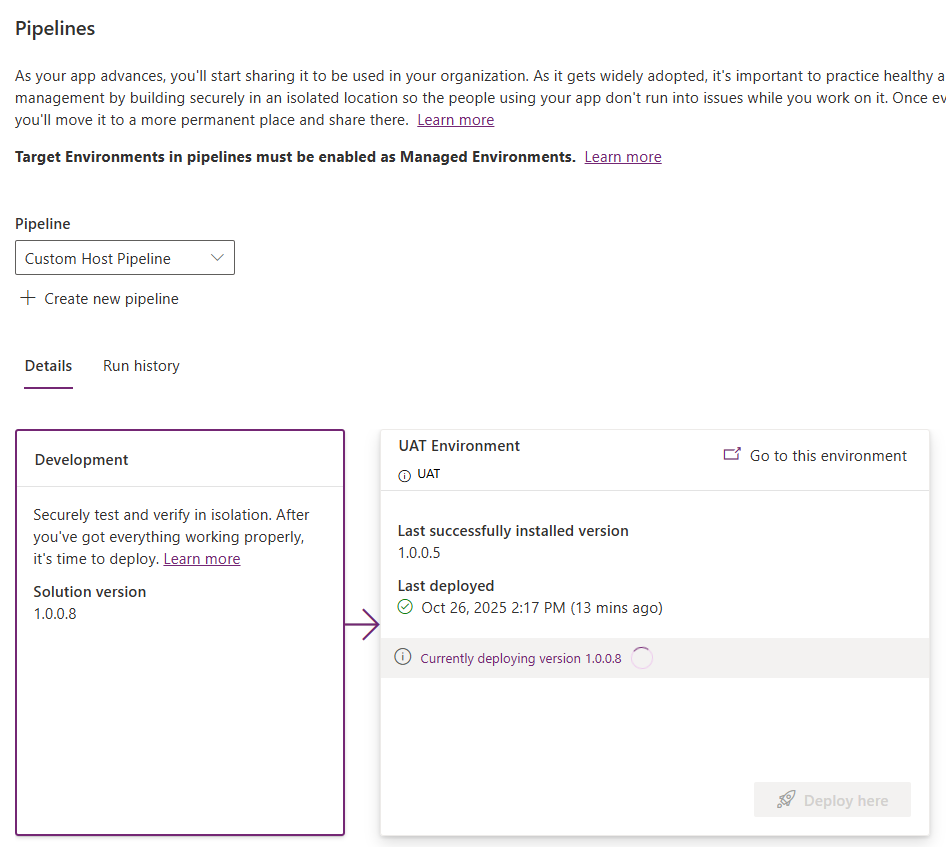 Pipelines
As your app advances, you'll start sharing it to be used in your organization. As it gets widely adopted, it's important to practice healthy a
management by building securely in an isolated location so the people using your app don't run into issues while you work on it. Once ev
you'll move it to a more permanent place and share there. Learn more
Target Environments in pipelines must be enabled as Managed Environments. Learn more
Pipeline
Custom Host Pipeline
Create new pipeline
Details Run history
Development
Securely test and verify in isolation. After
you've got everything working properly,
it's time to deploy. Learn more
Solution version
1.0.0.8
UAT Environment
UAT
Go to this environment
Last successfully installed version
1.0.0.5
Last deployed
Oct 26, 2025 2:17 PM (13 mins ago)
Currently deploying version 1.0.0.8
Deploy here